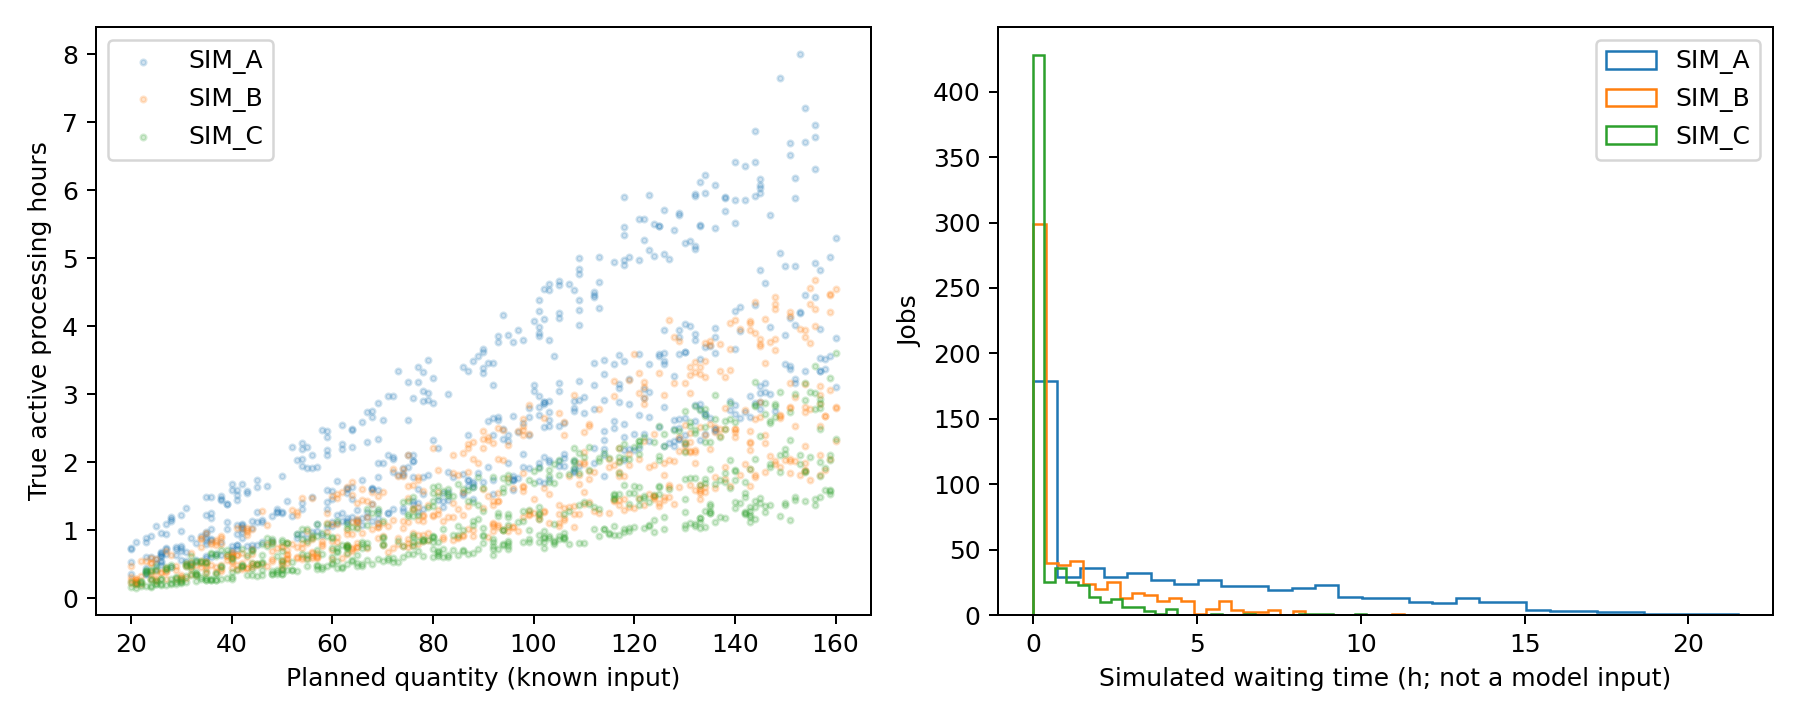 True active processing hours
8
7
6
5
4
3
2
1
0
SIM_A
SIM_B
SIM_C
20 40 60 80 100 120 140 160
Planned quantity (known input)
Jobs
400
350
300
250
200
150
100
50
0
SIM_A
SIM_B
SIM_C
0 5 10 15 20
Simulated waiting time (h; not a model input)